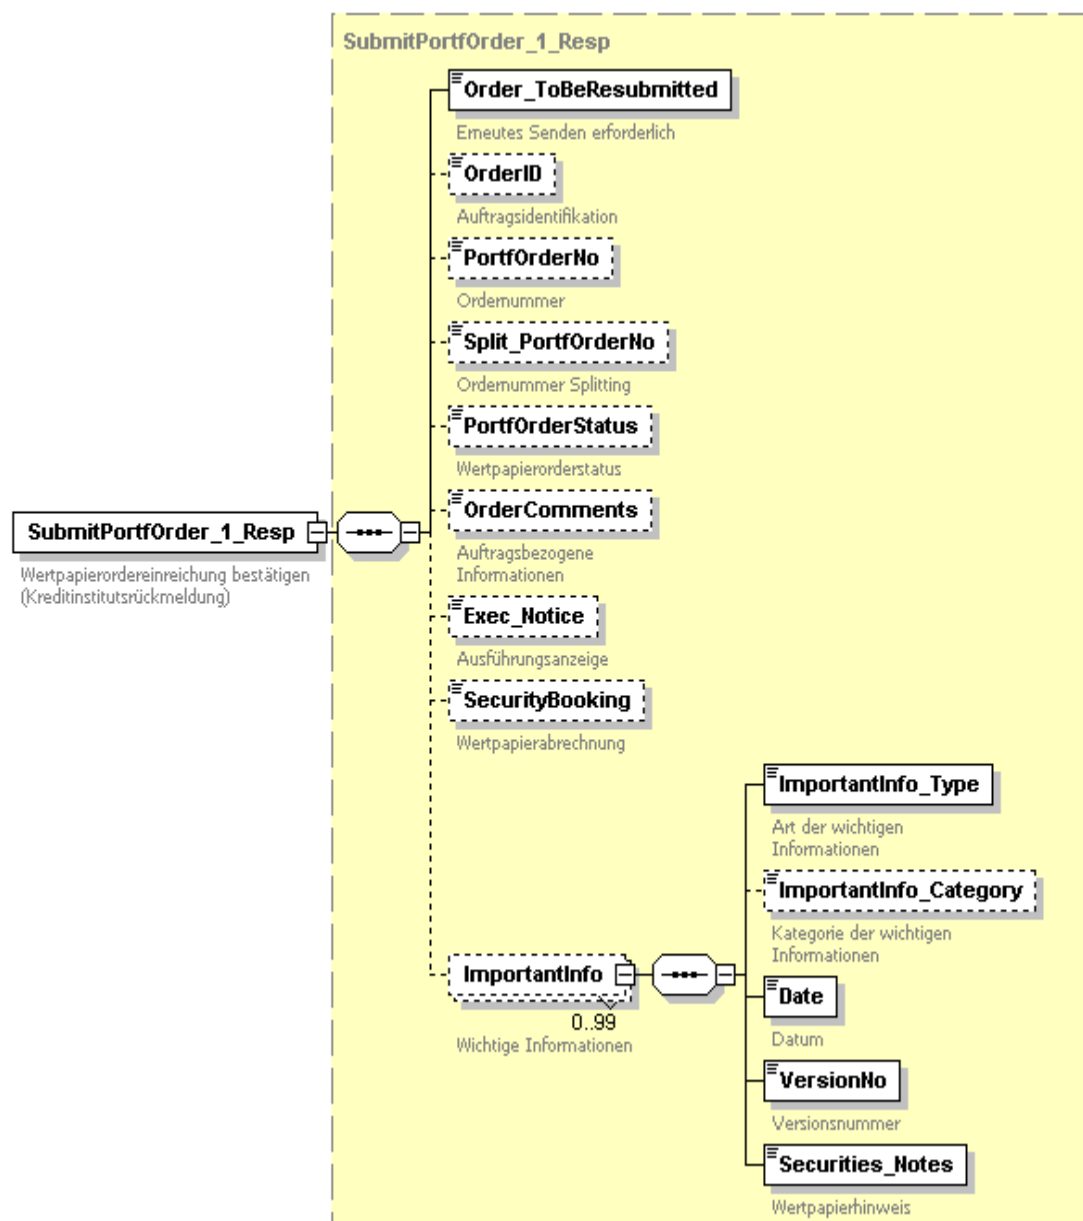 SubmitPortfOrder_1_Resp
Order_ToBeResubmitted
Erneutes Senden erforderlich
OrderID
Auftragsidentifikation
PortfOrderNo
Ordernummer
Split_PortfOrderNo
Ordernummer Splitting
PortfOrderStatus
Wertpapierorderstatus
OrderComments
Auftragsbezogene
Informationen
SubmitPortfOrder_1_Resp
Wertpapierordereinreichung bestätigen
(Kreditinstitutsrückmeldung)
Exec_Notice
Ausführungsanzeige
SecurityBooking
Wertpapierabrechnung
ImportantInfo
0..99
Wichtige Informationen
ImportantInfo_Type
Art der wichtigen
Informationen
ImportantInfo_Category
Kategorie der wichtigen
Informationen
Date
Datum
VersionNo
Versionsnummer
Securities_Notes
Wertpapierhinweis